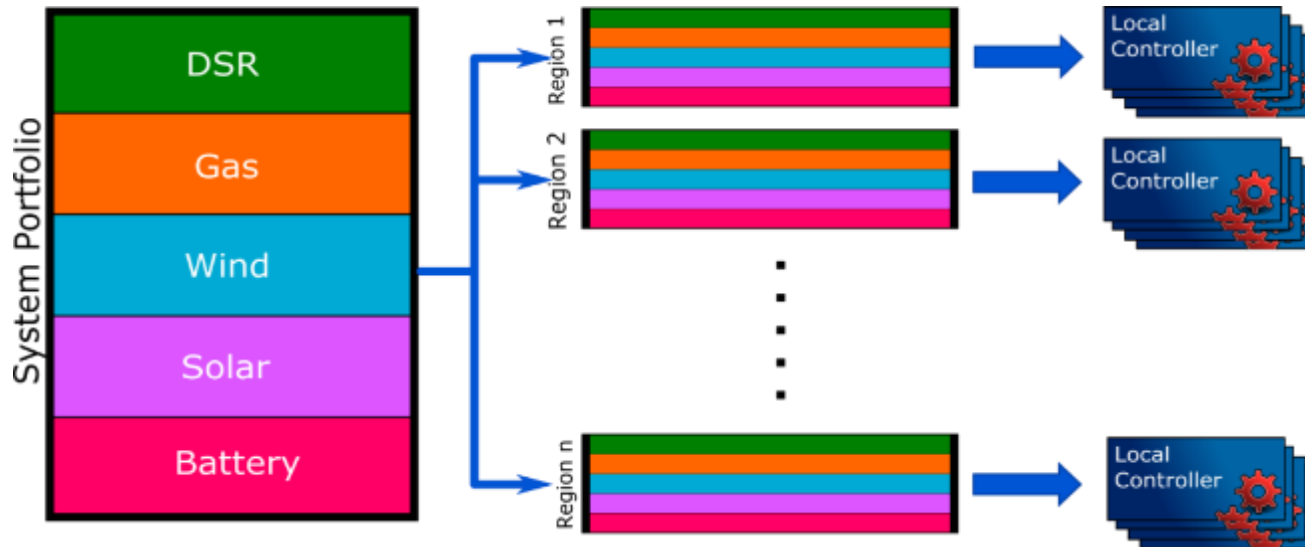 System Portfolio
DSR
Gas
Wind
Solar
Battery
Region 1
Local
Controller
Region 2
Local
Controller
Region n
Local
Controller